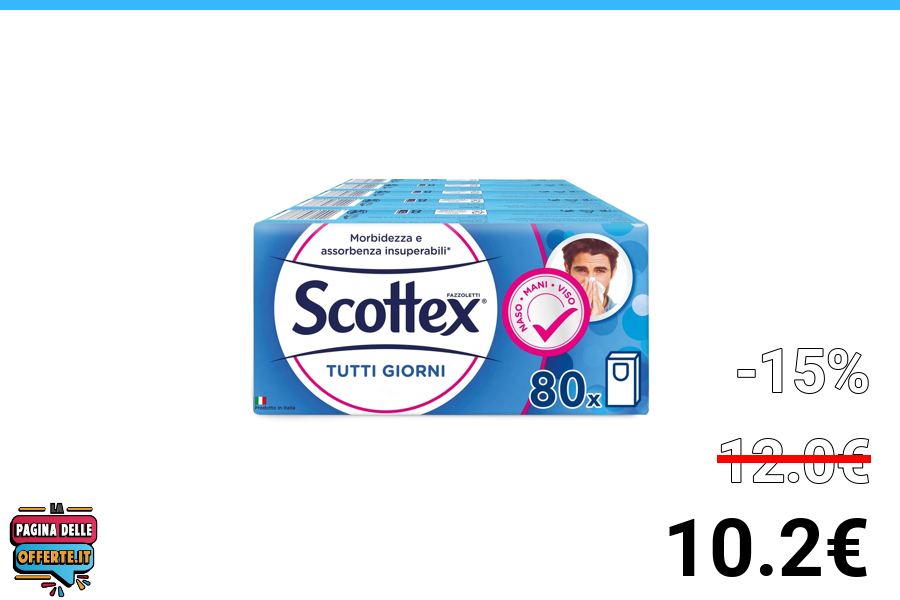 Morbidezza e
assorbenza insuperabili*
FAZZOLETTI
Scottex®
TUTTI GIORNI
NASO • MANI • VISO
80x
Prodotto in Italia
-15%
12.0€
10.2€
LA
PAGINA DELLE
OFFERTE.IT